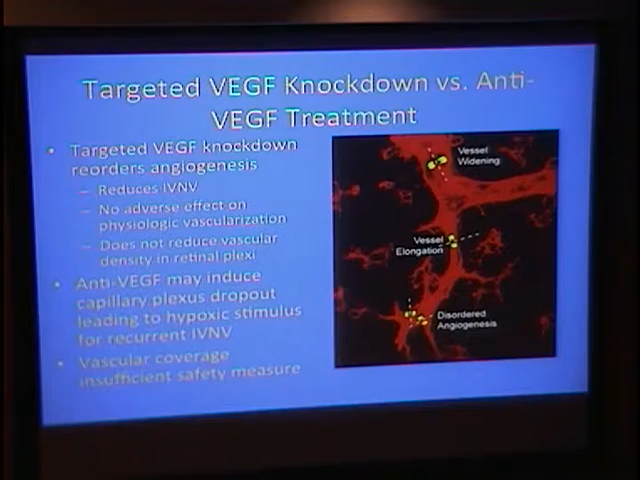 Targeted VEGF Knockdown vs. Anti-
VEGF Treatment
• Targeted VEGF knockdown
reorders angiogenesis
– Reduces IVNV
– No adverse effect on
physiologic vascularization
– Does not reduce vascular
density in retinal plexi
• Anti-VEGF may induce
capillary plexus dropout
leading to hypoxic stimulus
for recurrent IVNV
• Vascular coverage
insufficient safety measure
Vessel
Widening
Vessel
Elongation
Disordered
Angiogenesis